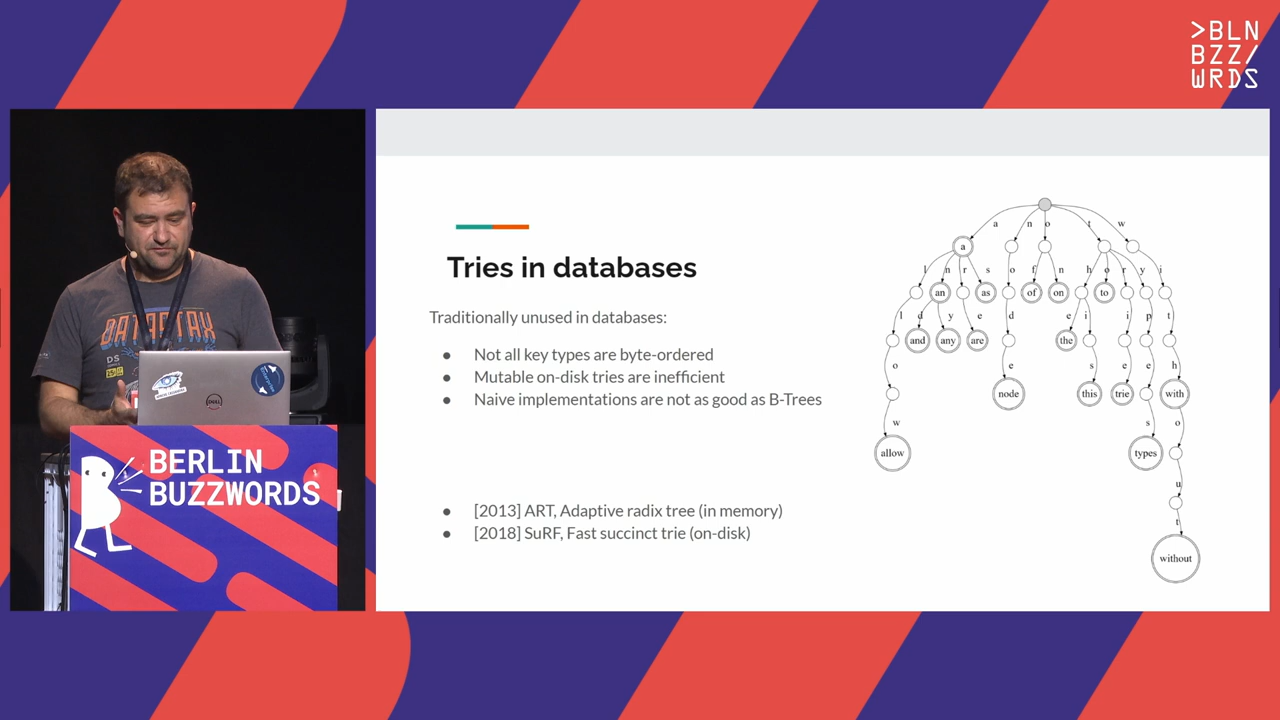 >BLN
BZZ/
WRDS
DATASTAX
DS
DELL
BERLIN
BUZZWORDS
Tries in databases
Traditionally unused in databases:
● Not all key types are byte-ordered
● Mutable on-disk tries are inefficient
● Naive implementations are not as good as B-Trees
● [2013] ART, Adaptive radix tree (in memory)
● [2018] SuRF, Fast succinct trie (on-disk)
a n o t w
a
l n r s o f n h o r y i
an as of on to
l d y e d e i i p t
and any are the
o e s e e h
node this trie with
w s o
allow types
u
t
without